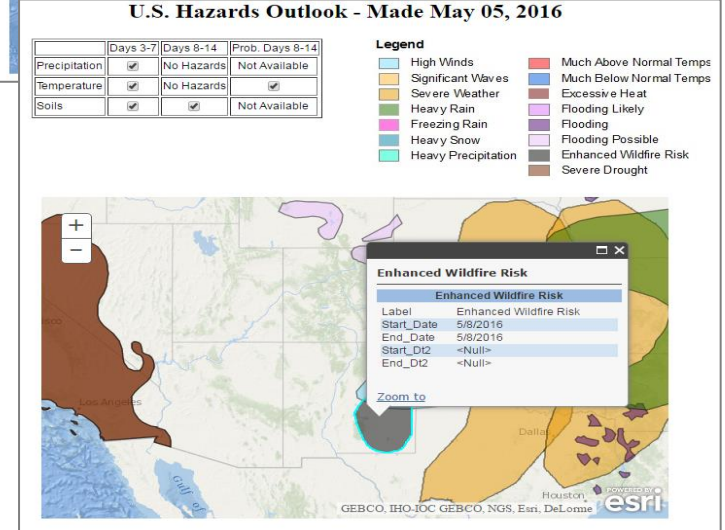 U.S. Hazards Outlook - Made May 05, 2016
Days 3-7 Days 8-14 Prob. Days 8-14
Precipitation No Hazards Not Available
Temperature No Hazards
Soils Not Available
Legend
High Winds
Significant Waves
Severe Weather
Heavy Rain
Freezing Rain
Heavy Snow
Heavy Precipitation
Much Above Normal Temps
Much Below Normal Temps
Excessive Heat
Flooding Likely
Flooding
Flooding Possible
Enhanced Wildfire Risk
Severe Drought
+
−
Enhanced Wildfire Risk
Enhanced Wildfire Risk
Label Enhanced Wildfire Risk
Start_Date 5/8/2016
End_Date 5/8/2016
Start_Dt2 <Null>
End_Dt2 <Null>
Zoom to
Los Angeles
Dallas
Gulf of
Houston
GEBCO, IHO-IOC GEBCO, NGS, Esri, DeLorme
POWERED BY
esri